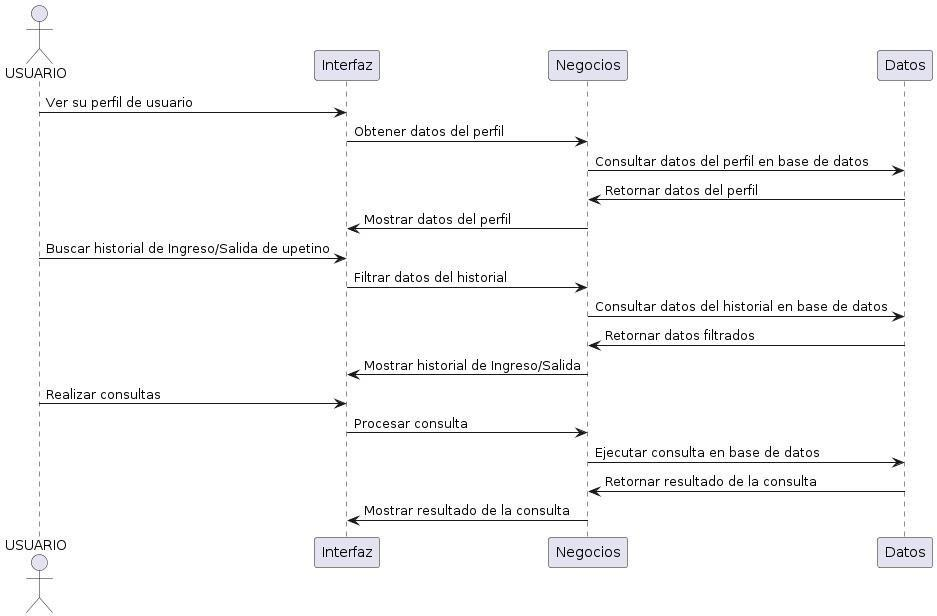 USUARIO
Interfaz
Negocios
Datos
Ver su perfil de usuario
Obtener datos del perfil
Consultar datos del perfil en base de datos
Retornar datos del perfil
Mostrar datos del perfil
Buscar historial de Ingreso/Salida de upetino
Filtrar datos del historial
Consultar datos del historial en base de datos
Retornar datos filtrados
Mostrar historial de Ingreso/Salida
Realizar consultas
Procesar consulta
Ejecutar consulta en base de datos
Retornar resultado de la consulta
Mostrar resultado de la consulta
USUARIO
Interfaz
Negocios
Datos